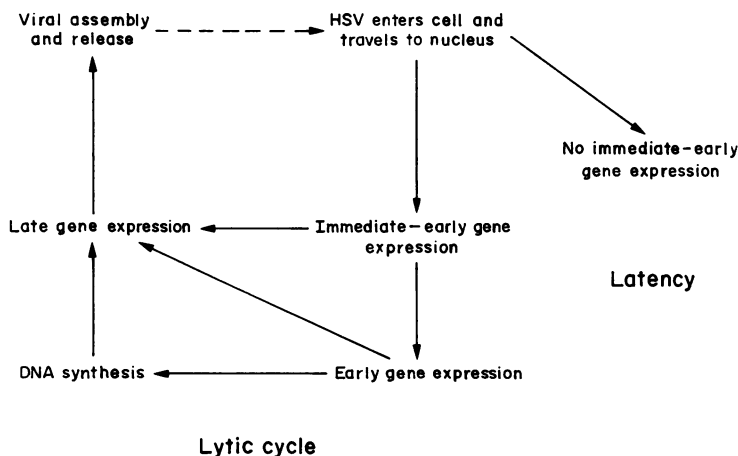 Viral assembly
and release
HSV enters cell and
travels to nucleus
No immediate-early
gene expression
Late gene expression
Immediate-early gene
expression
Latency
DNA synthesis
Early gene expression
Lytic cycle